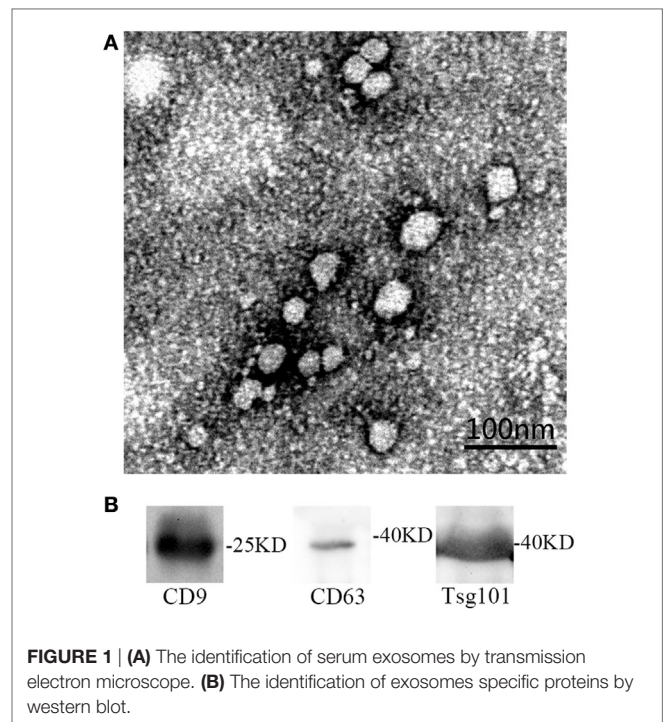 A
100nm
B
-25KD
-40KD
-40KD
CD9
CD63
Tsg101
FIGURE 1 | (A) The identification of serum exosomes by transmission
electron microscope. (B) The identification of exosomes specific proteins by
western blot.